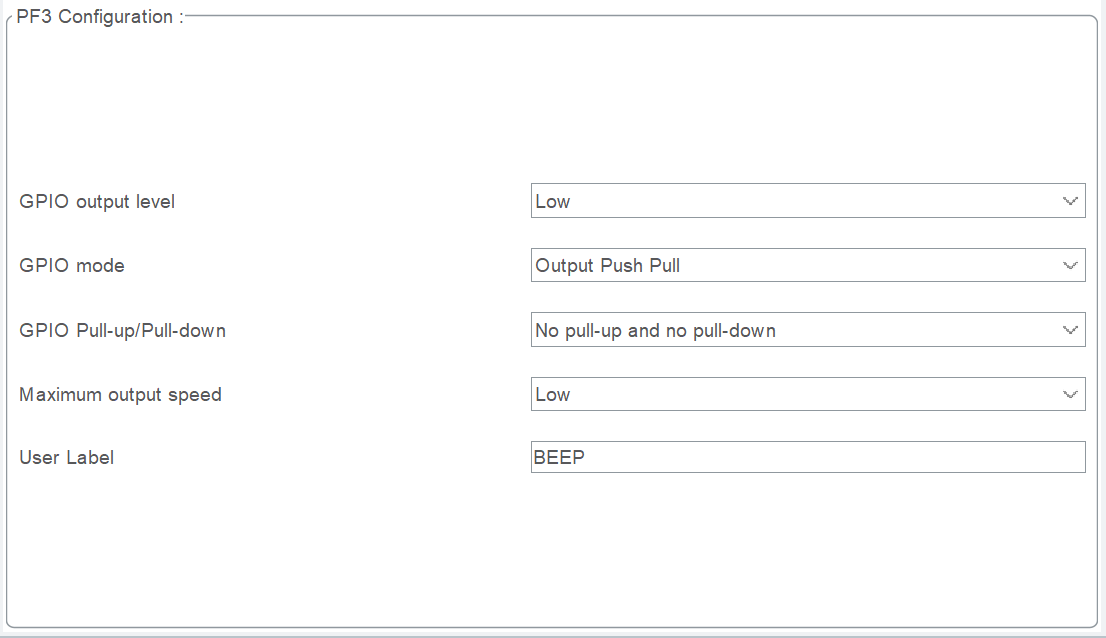 PF3 Configuration :
GPIO output level Low
GPIO mode Output Push Pull
GPIO Pull-up/Pull-down No pull-up and no pull-down
Maximum output speed Low
User Label BEEP